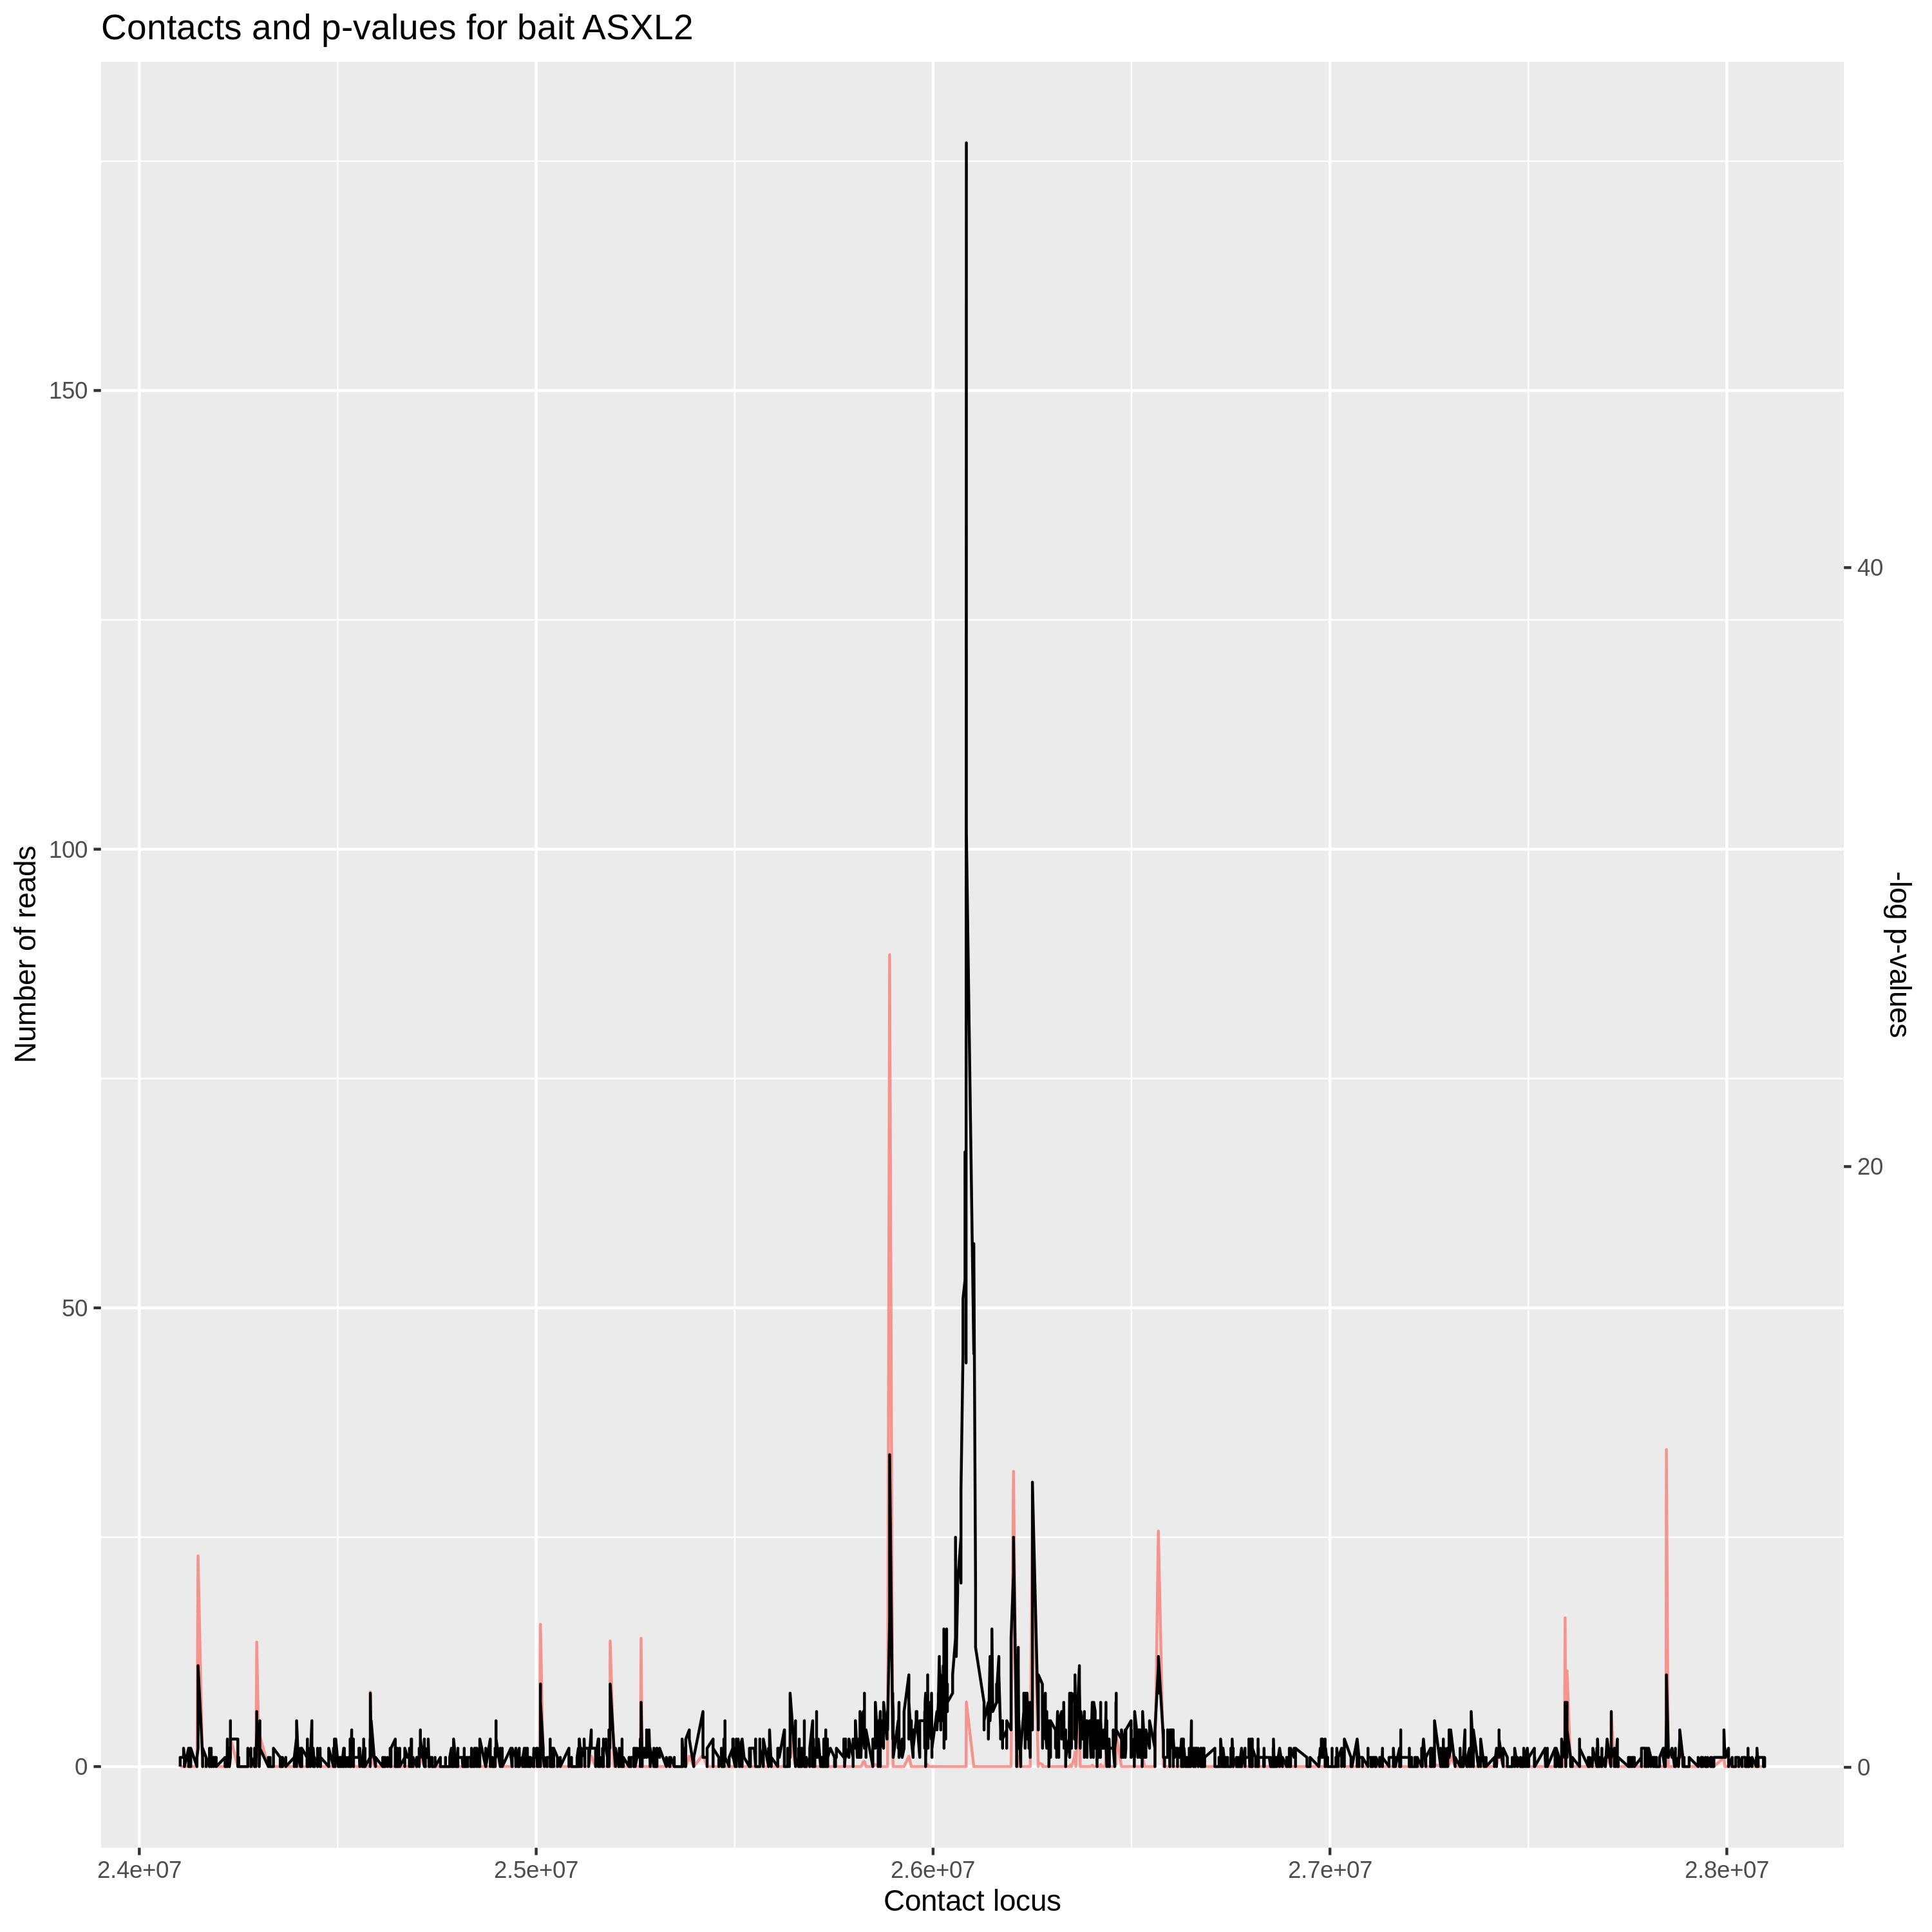 Contacts and p-values for bait ASXL2
Number of reads
150
100
50
0
40
20
0
-log p-values
2.4e+07
2.5e+07
2.6e+07
2.7e+07
2.8e+07
Contact locus